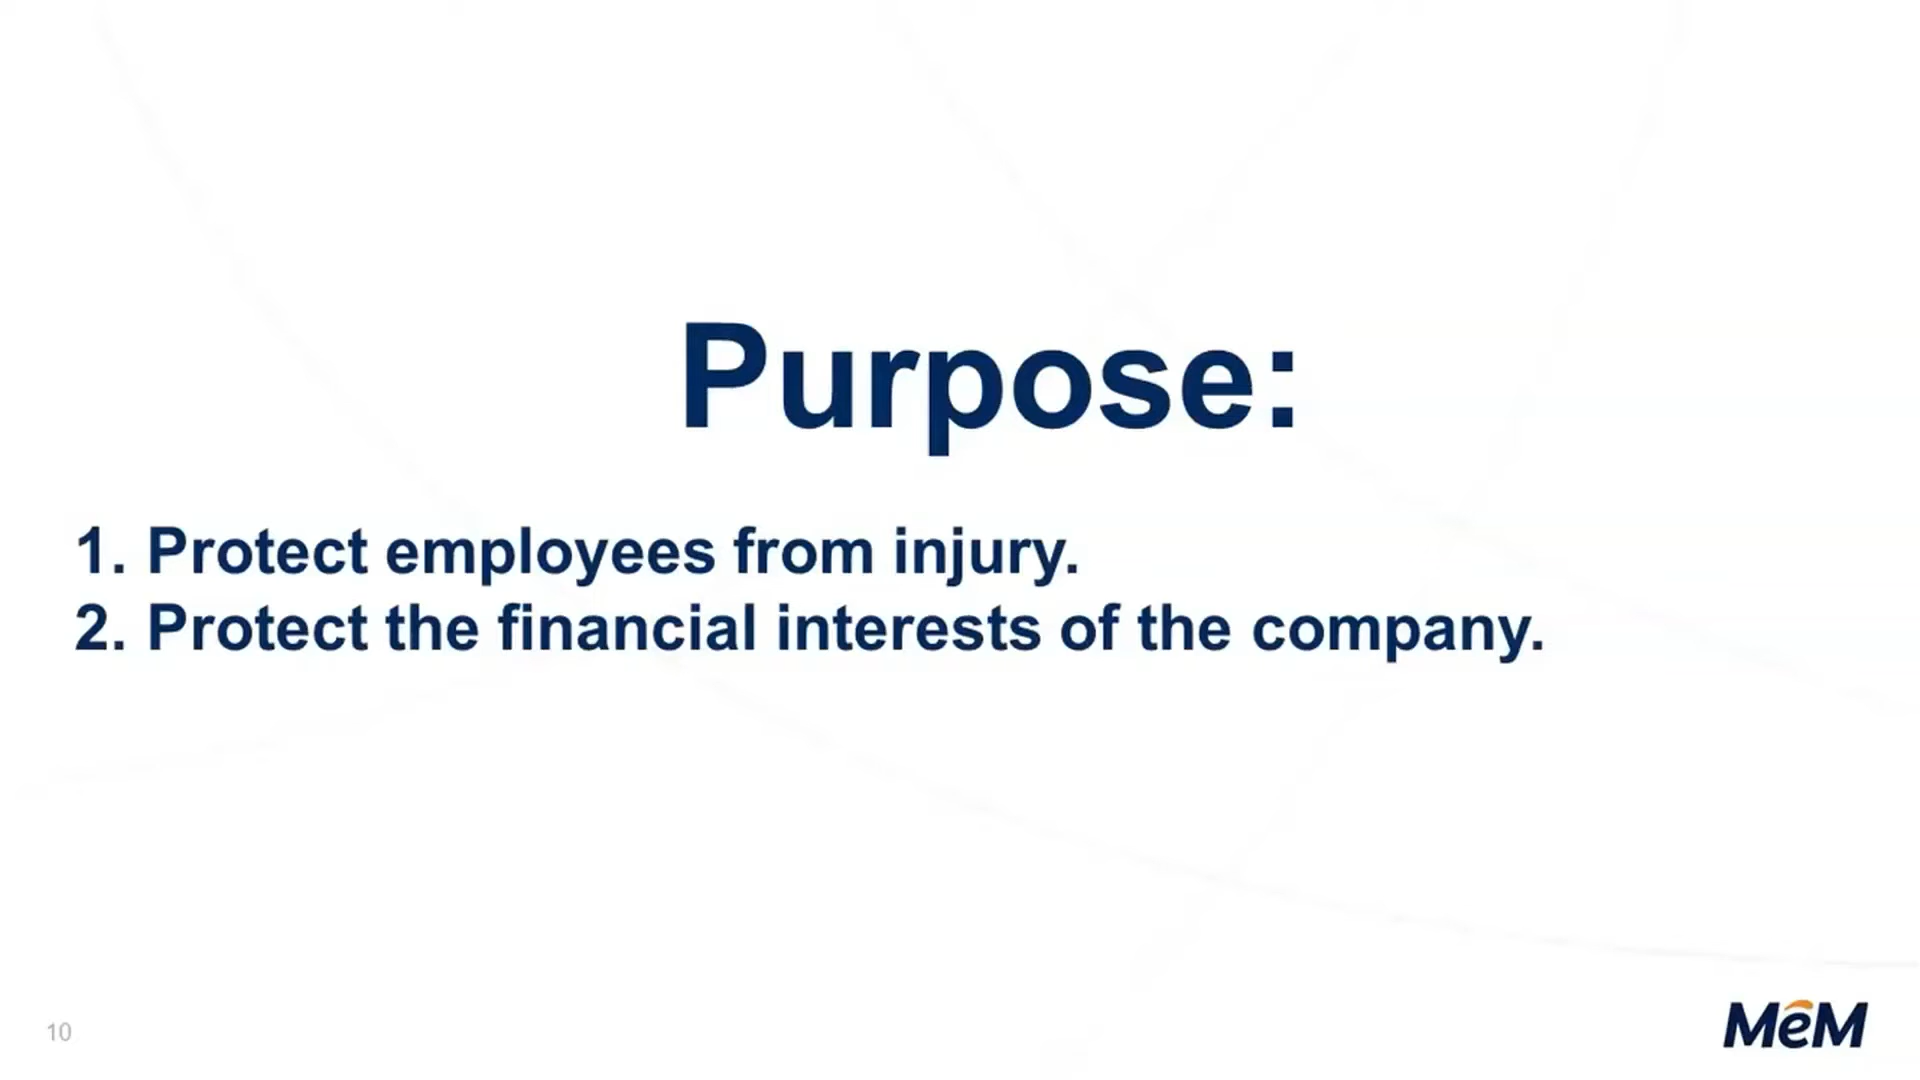 Purpose:
1. Protect employees from injury.
2. Protect the financial interests of the company.
10
MeM